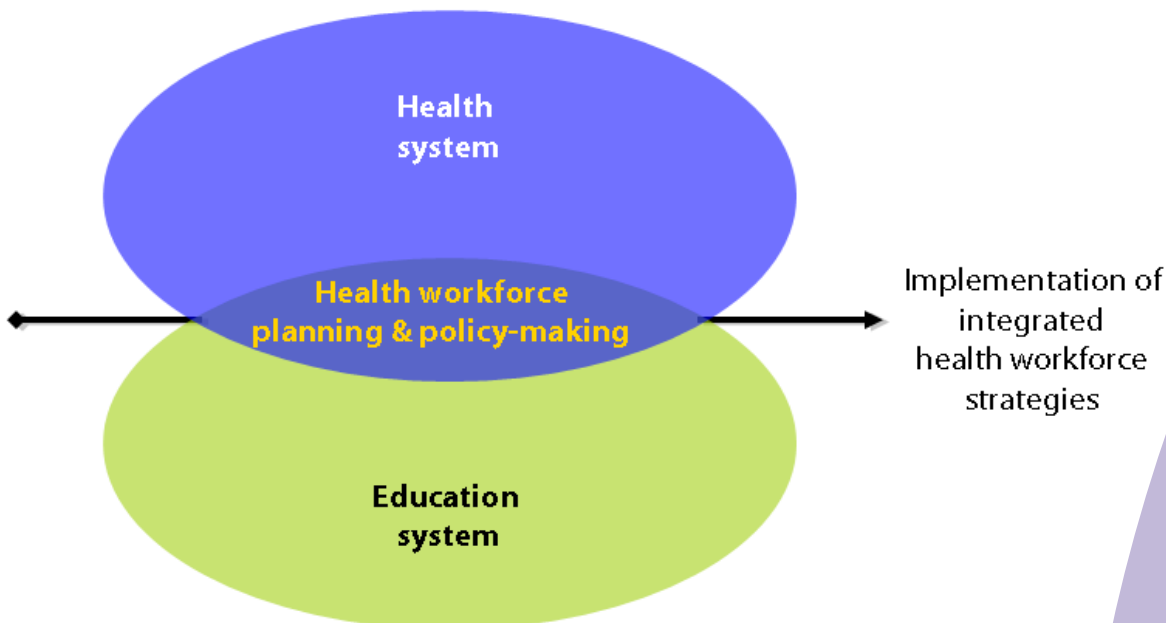 Health
system
Health workforce
planning & policy-making
Implementation of
integrated
health workforce
strategies
Education
system